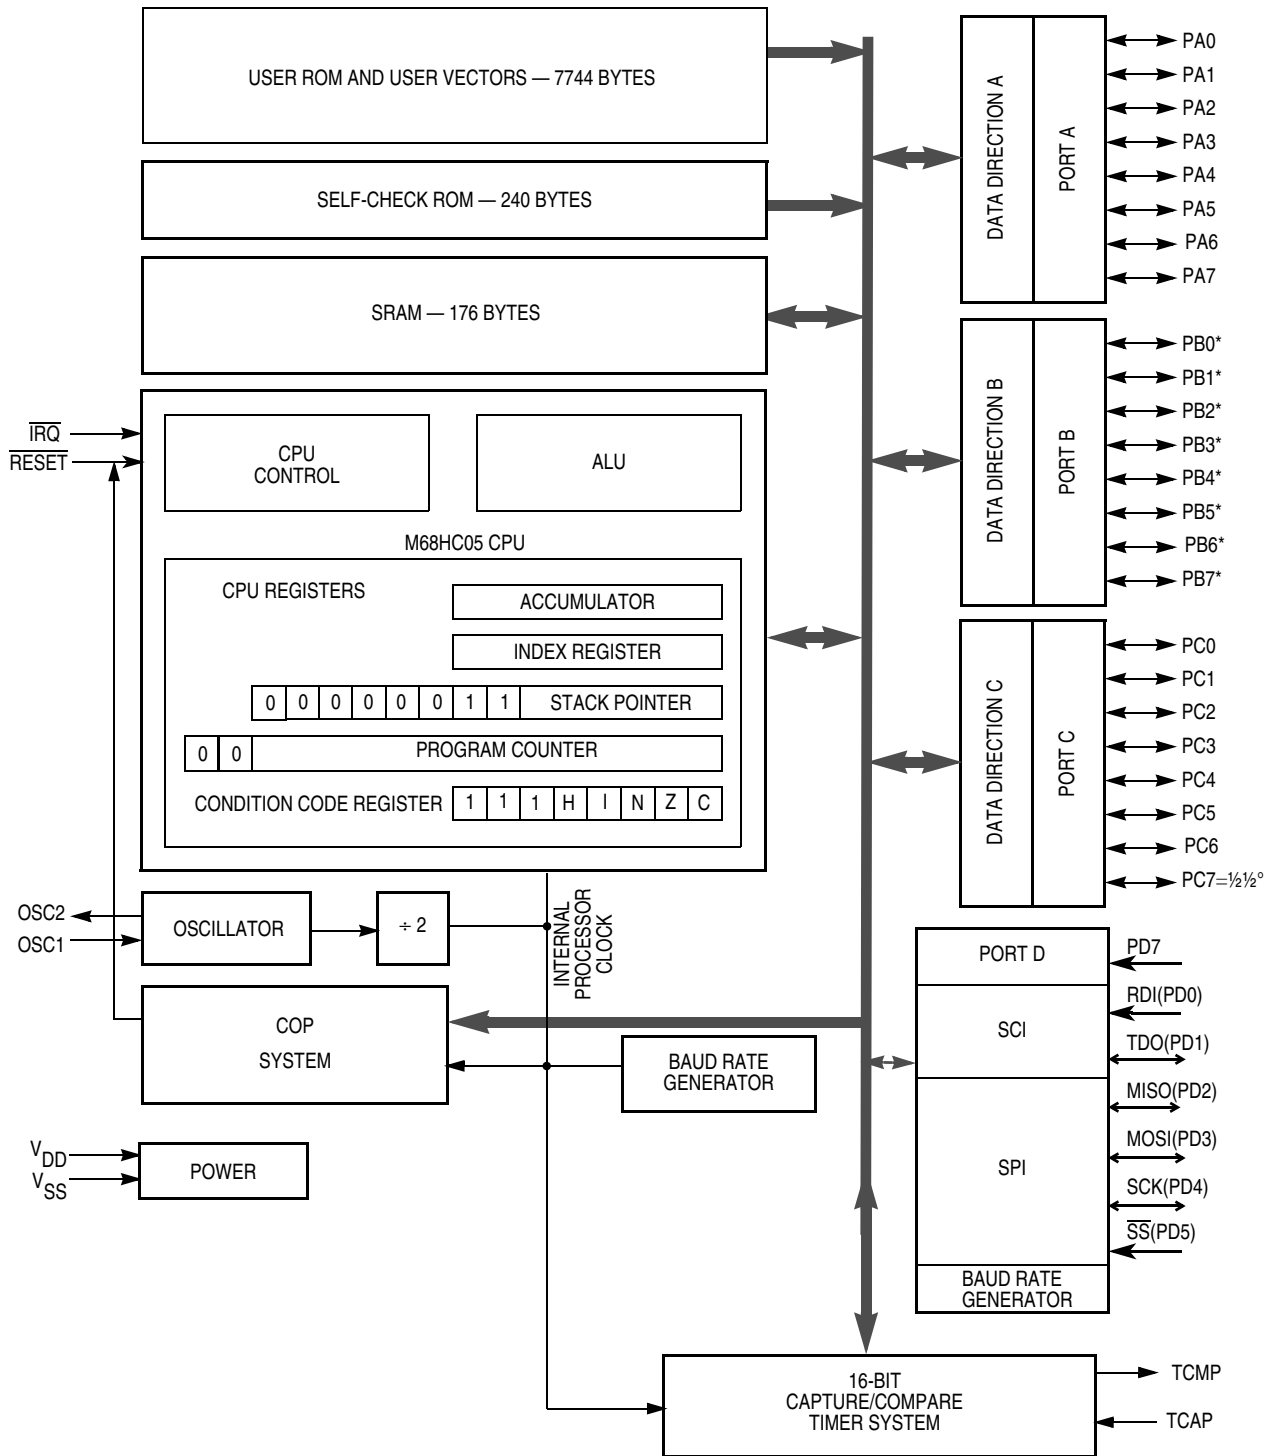 USER ROM AND USER VECTORS — 7744 BYTES
SELF-CHECK ROM — 240 BYTES
SRAM — 176 BYTES
IRQ
RESET
CPU
CONTROL
ALU
M68HC05 CPU
CPU REGISTERS
ACCUMULATOR
INDEX REGISTER
0 0 0 0 0 0 1 1 STACK POINTER
0 0 PROGRAM COUNTER
CONDITION CODE REGISTER 1 1 1 H I N Z C
OSC2
OSC1
OSCILLATOR
÷ 2
INTERNAL
PROCESSOR
CLOCK
COP
SYSTEM
BAUD RATE
GENERATOR
VDD
VSS
POWER
DATA DIRECTION A
PORT A
PA0
PA1
PA2
PA3
PA4
PA5
PA6
PA7
DATA DIRECTION B
PORT B
PB0*
PB1*
PB2*
PB3*
PB4*
PB5*
PB6*
PB7*
DATA DIRECTION C
PORT C
PC0
PC1
PC2
PC3
PC4
PC5
PC6
PC7=½½°
PORT D
PD7
SCI
RDI(PD0)
TDO(PD1)
SPI
MISO(PD2)
MOSI(PD3)
SCK(PD4)
SS(PD5)
BAUD RATE
GENERATOR
16-BIT
CAPTURE/COMPARE
TIMER SYSTEM
TCMP
TCAP